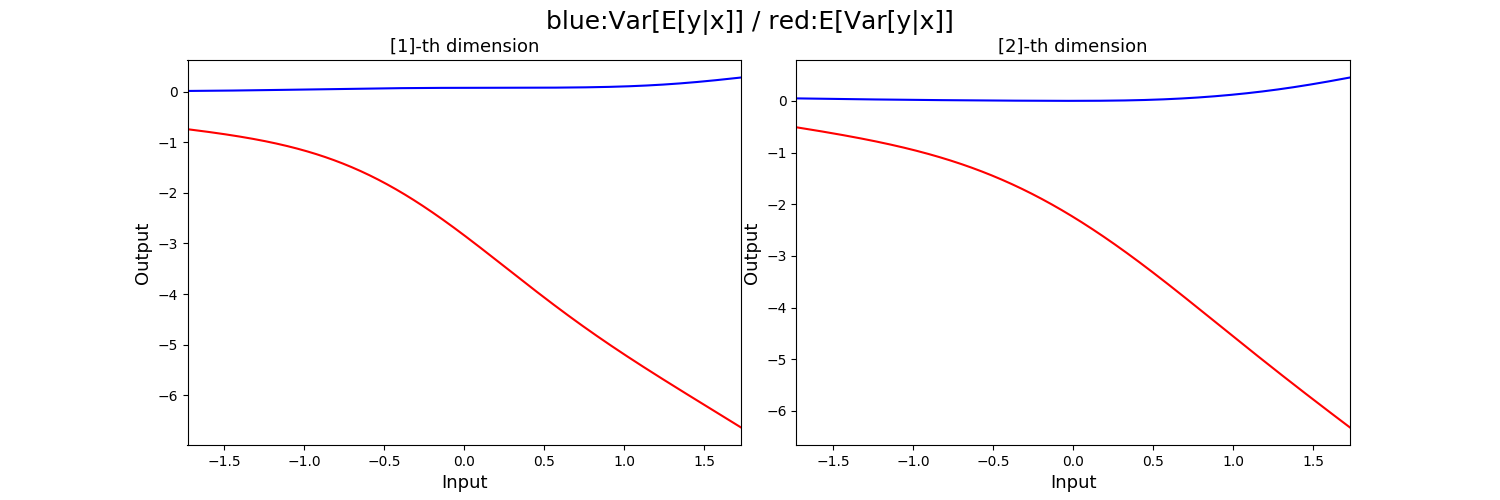 blue:Var[E[y|x]] / red:E[Var[y|x]]
[1]-th dimension
[2]-th dimension
Output
0
−1
−2
−3
−4
−5
−6
−1.5 −1.0 −0.5 0.0 0.5 1.0 1.5
Input
Output
0
−1
−2
−3
−4
−5
−6
−1.5 −1.0 −0.5 0.0 0.5 1.0 1.5
Input